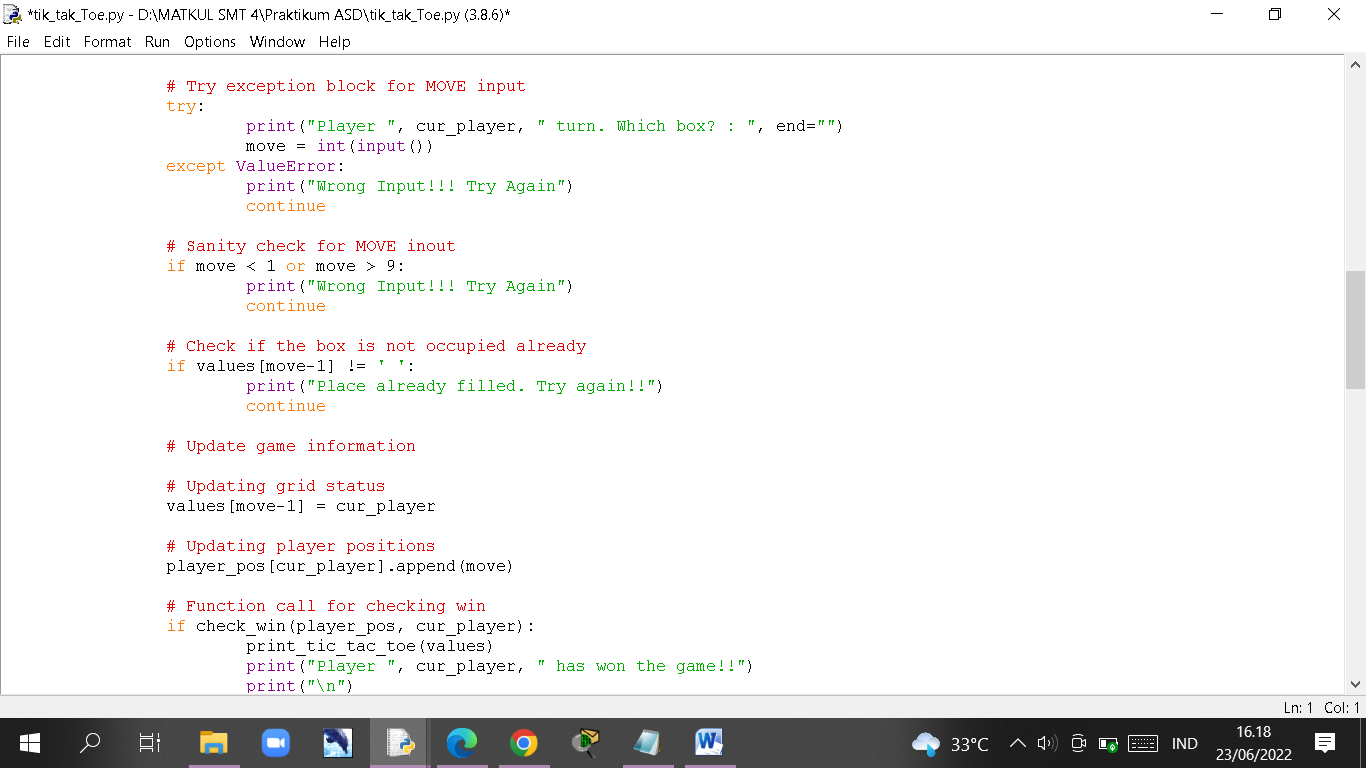 *tik_tak_Toe.py - D:\MATKUL SMT 4\Praktikum ASD\tik_tak_Toe.py (3.8.6)*
File Edit Format Run Options Window Help
# Try exception block for MOVE input
try:
print("Player ", cur_player, " turn. Which box? : ", end="")
move = int(input())
except ValueError:
print("Wrong Input!!! Try Again")
continue
# Sanity check for MOVE inout
if move < 1 or move > 9:
print("Wrong Input!!! Try Again")
continue
# Check if the box is not occupied already
if values[move-1] != ' ':
print("Place already filled. Try again!!")
continue
# Update game information
# Updating grid status
values[move-1] = cur_player
# Updating player positions
player_pos[cur_player].append(move)
# Function call for checking win
if check_win(player_pos, cur_player):
print_tic_tac_toe(values)
print("Player ", cur_player, " has won the game!!")
print("\n")
Ln: 1 Col: 1
33°C IND 16.18
23/06/2022